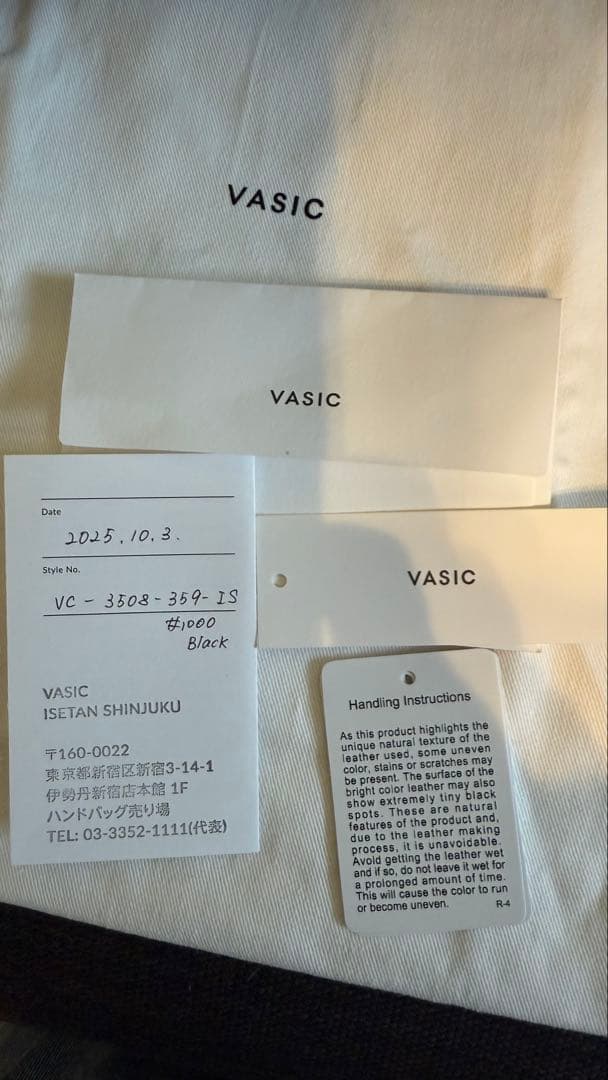 VASIC
VASIC
Date
2025.10.3.
Style No.
VC - 3508-359-IS
#1,000
Black
VASIC
ISETAN SHINJUKU
〒160-0022
東京都新宿区新宿3-14-1
伊勢丹新宿店本館 1F
ハンドバッグ売り場
TEL: 03-3352-1111(代表)
VASIC
Handling Instructions
As this product highlights the
unique natural texture of the
leather used, some uneven
color, stains or scratches may
be present. The surface of the
bright color leather may also
show extremely tiny black
spots. These are natural
features of the product and,
due to the leather making
process, it is unavoidable.
Avoid getting the leather wet
and if so, do not leave it wet for
a prolonged amount of time.
This will cause the color to run
or become uneven.
R-4